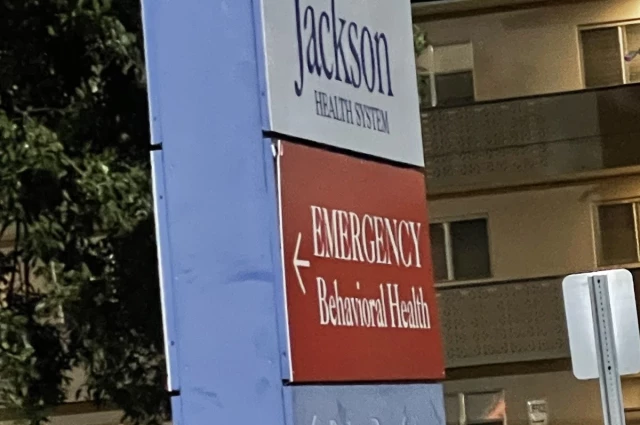 Jackson
HEALTH SYSTEM
← EMERGENCY
Behavioral Health